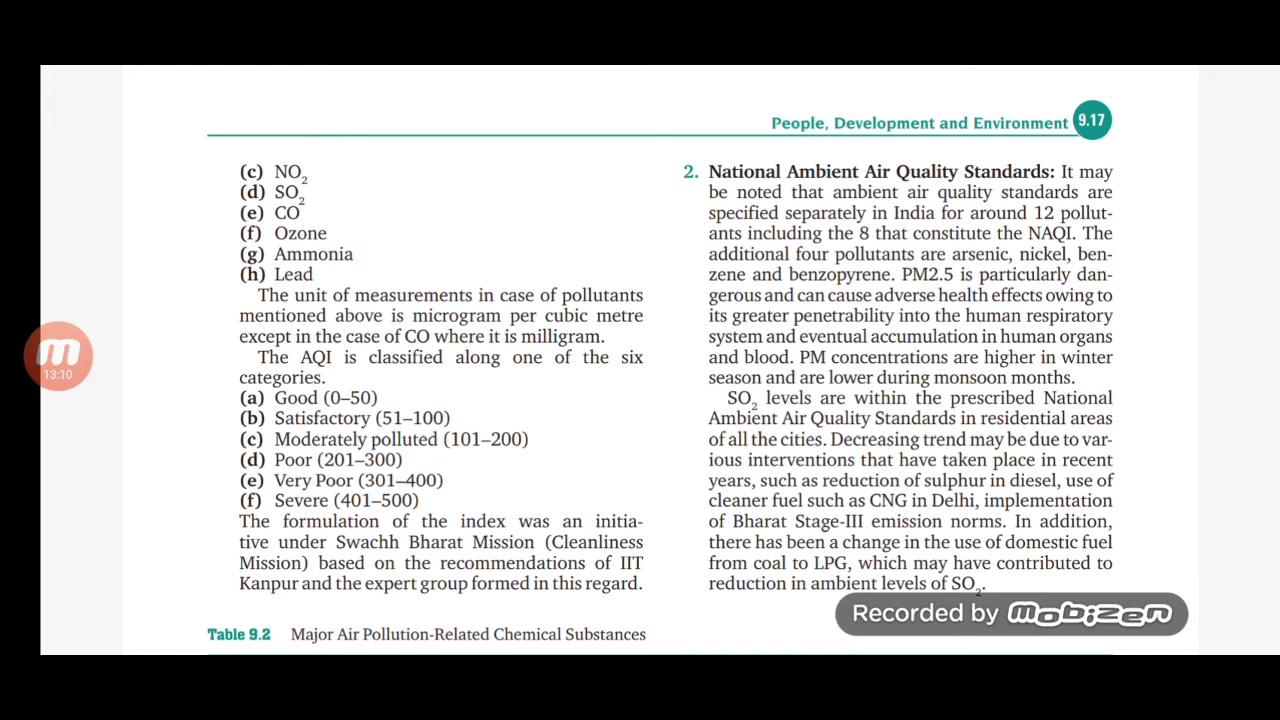 People, Development and Environment 9.17
(c) NO₂
(d) SO₂
(e) CO
(f) Ozone
(g) Ammonia
(h) Lead
The unit of measurements in case of pollutants
mentioned above is microgram per cubic metre
except in the case of CO where it is milligram.
The AQI is classified along one of the six
categories.
(a) Good (0–50)
(b) Satisfactory (51–100)
(c) Moderately polluted (101–200)
(d) Poor (201–300)
(e) Very Poor (301–400)
(f) Severe (401–500)
The formulation of the index was an initia-
tive under Swachh Bharat Mission (Cleanliness
Mission) based on the recommendations of IIT
Kanpur and the expert group formed in this regard.
2. National Ambient Air Quality Standards: It may
be noted that ambient air quality standards are
specified separately in India for around 12 pollut-
ants including the 8 that constitute the NAQI. The
additional four pollutants are arsenic, nickel, ben-
zene and benzopyrene. PM2.5 is particularly dan-
gerous and can cause adverse health effects owing to
its greater penetrability into the human respiratory
system and eventual accumulation in human organs
and blood. PM concentrations are higher in winter
season and are lower during monsoon months.
SO₂ levels are within the prescribed National
Ambient Air Quality Standards in residential areas
of all the cities. Decreasing trend may be due to var-
ious interventions that have taken place in recent
years, such as reduction of sulphur in diesel, use of
cleaner fuel such as CNG in Delhi, implementation
of Bharat Stage-III emission norms. In addition,
there has been a change in the use of domestic fuel
from coal to LPG, which may have contributed to
reduction in ambient levels of SO₂.
Table 9.2 Major Air Pollution-Related Chemical Substances
m
13:10
Recorded by mobizen